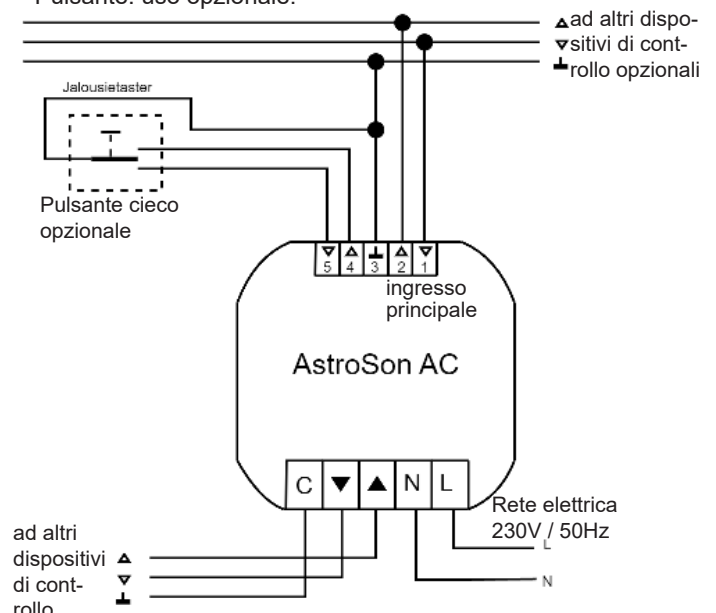 Pulsante: uso opzionale.
ad altri dispo-
sitivi di cont-
rollo opzionali
Jalousietaster
Pulsante cieco
opzionale
5 4 3 2 1
ingresso
principale
AstroSon AC
C N L
Rete elettrica
230V / 50Hz
L
N
ad altri
dispositivi
di cont-
rollo